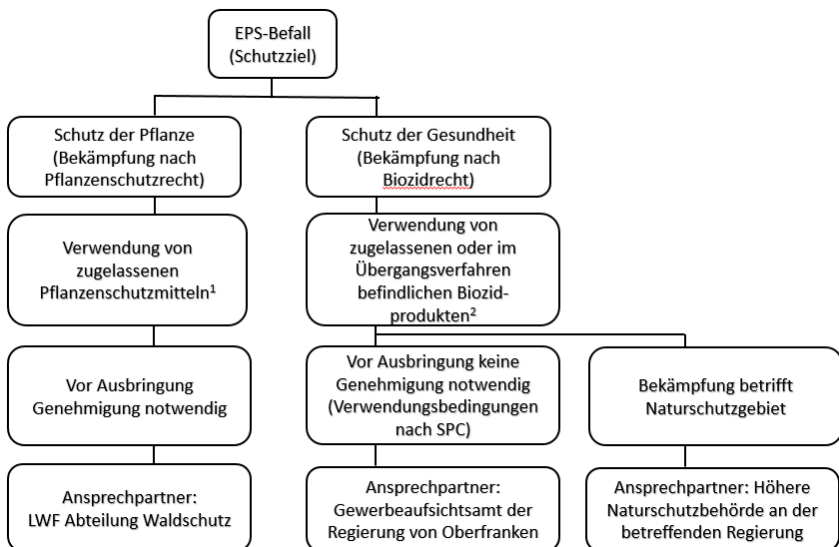 EPS-Befall
(Schutzziel)
Schutz der Pflanze
(Bekämpfung nach
Pflanzenschutzrecht)
Schutz der Gesundheit
(Bekämpfung nach
Biozidrecht)
Verwendung von
zugelassenen
Pflanzenschutzmitteln¹
Verwendung von
zugelassenen oder im
Übergangsverfahren
befindlichen Biozid-
produkten²
Vor Ausbringung
Genehmigung notwendig
Vor Ausbringung keine
Genehmigung notwendig
(Verwendungsbedingungen
nach SPC)
Bekämpfung betrifft
Naturschutzgebiet
Ansprechpartner:
LWF Abteilung Waldschutz
Ansprechpartner:
Gewerbeaufsichtsamt der
Regierung von Oberfranken
Ansprechpartner: Höhere
Naturschutzbehörde an der
betreffenden Regierung